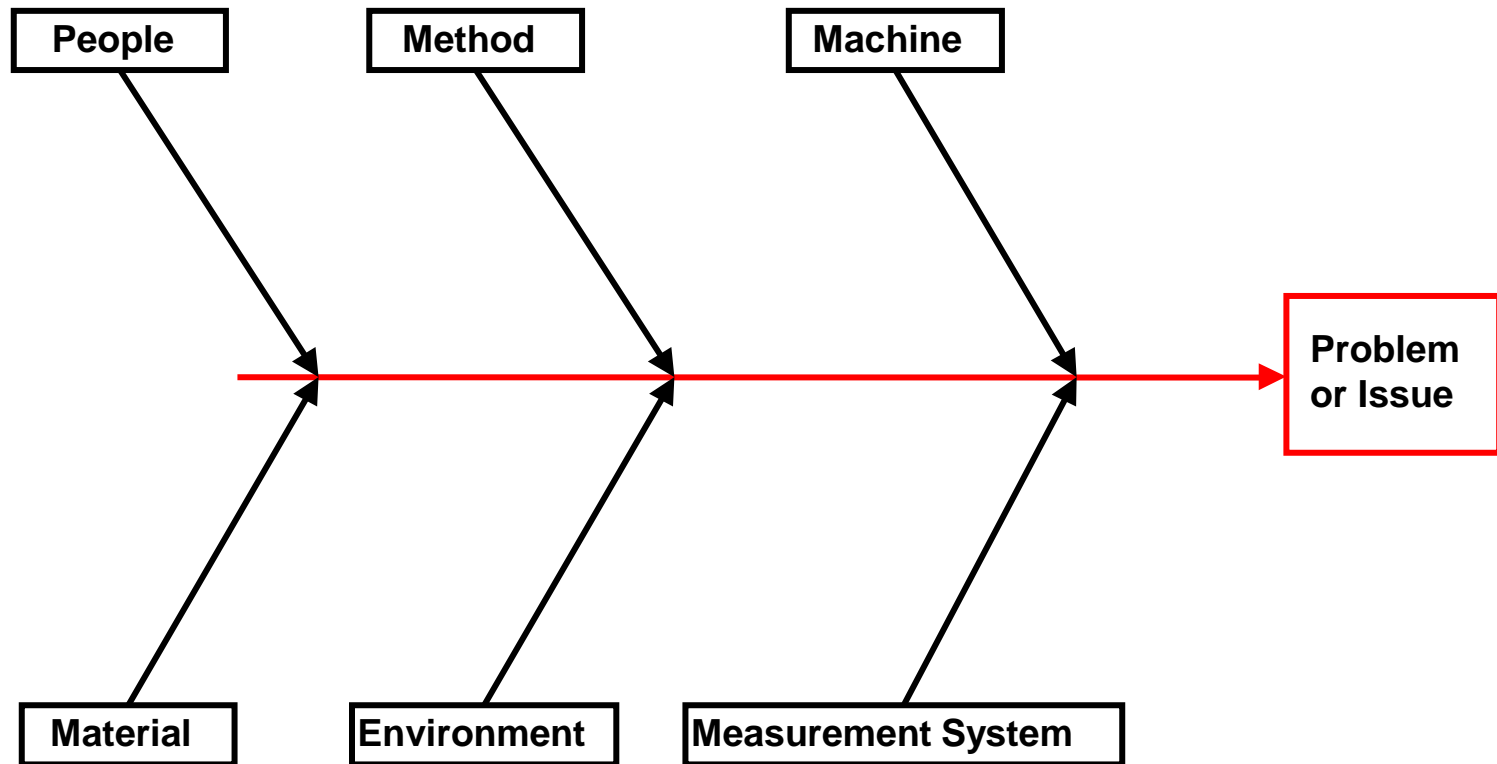 People
Method
Machine
Problem
or Issue
Material
Environment
Measurement System